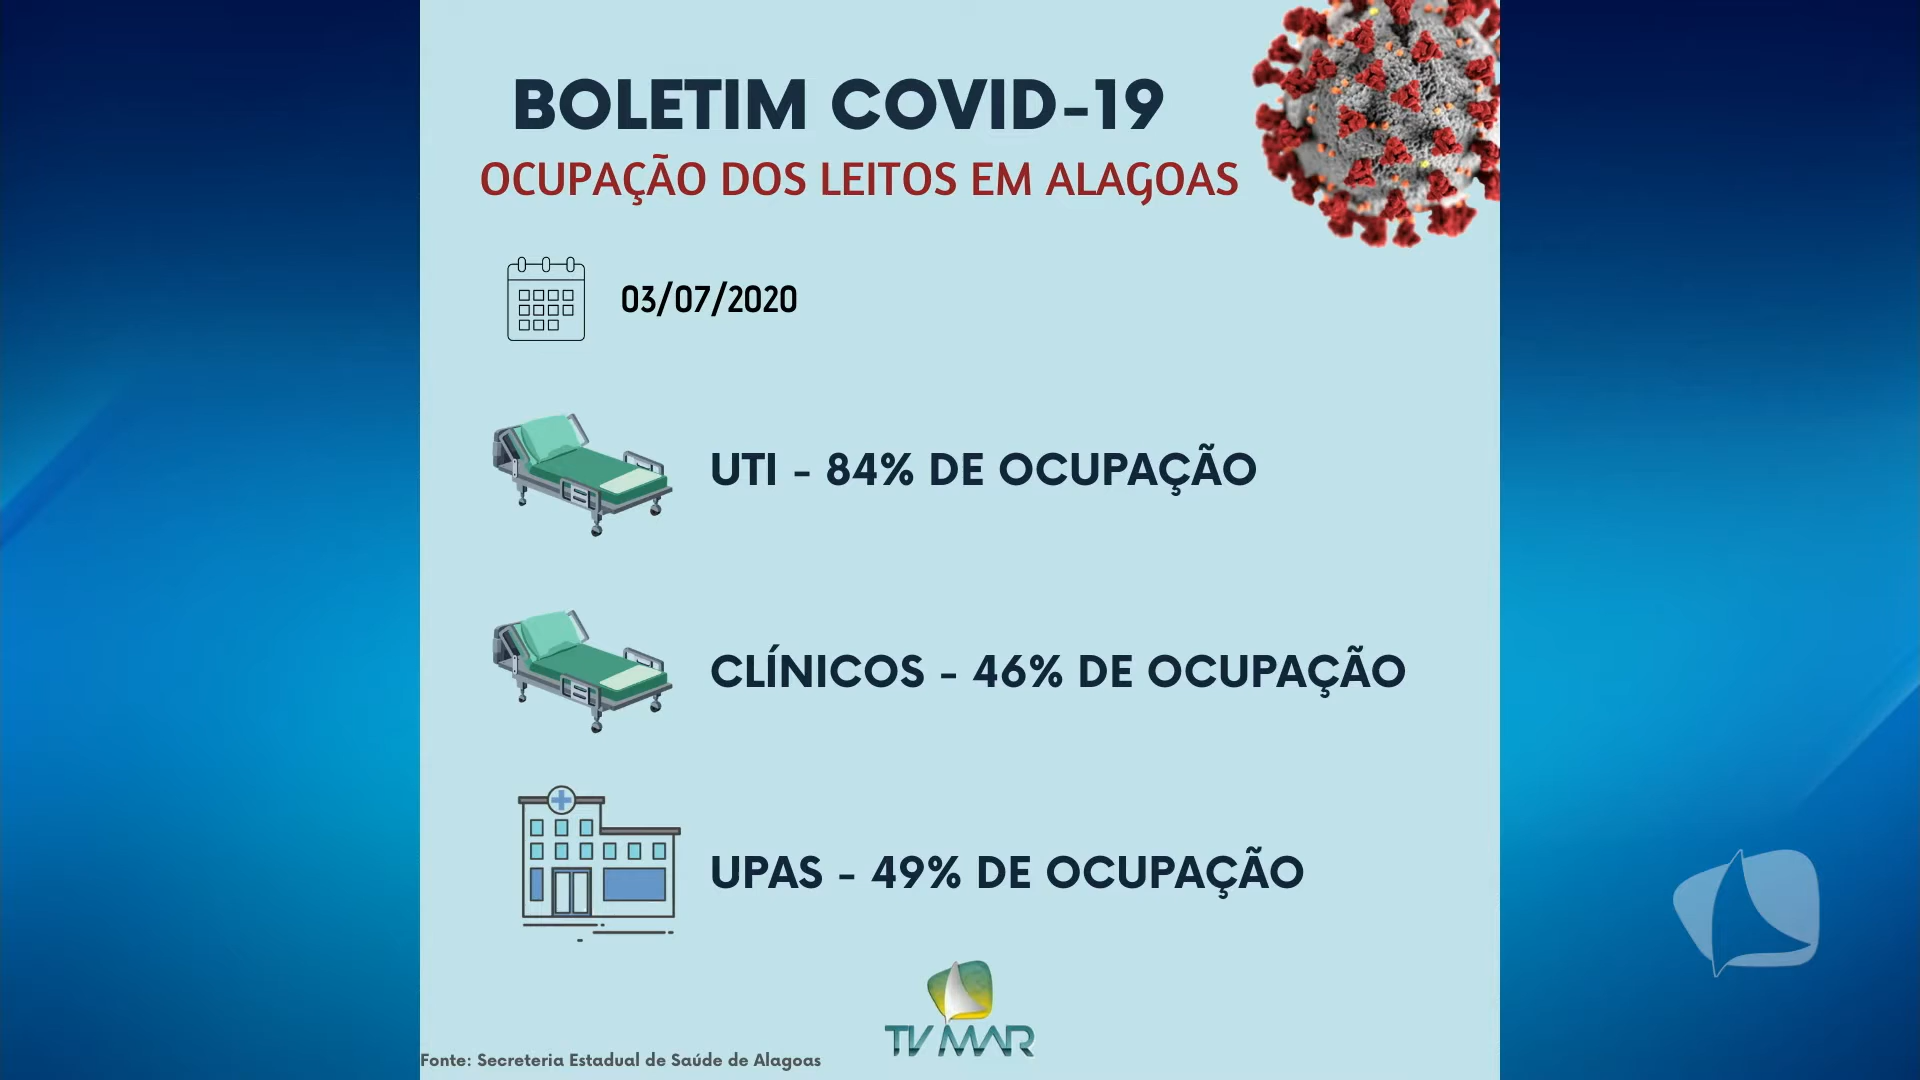 BOLETIM COVID-19
OCUPAÇÃO DOS LEITOS EM ALAGOAS
03/07/2020
UTI - 84% DE OCUPAÇÃO
CLÍNICOS - 46% DE OCUPAÇÃO
UPAS - 49% DE OCUPAÇÃO
TV MAR
Fonte: Secreteria Estadual de Saúde de Alagoas